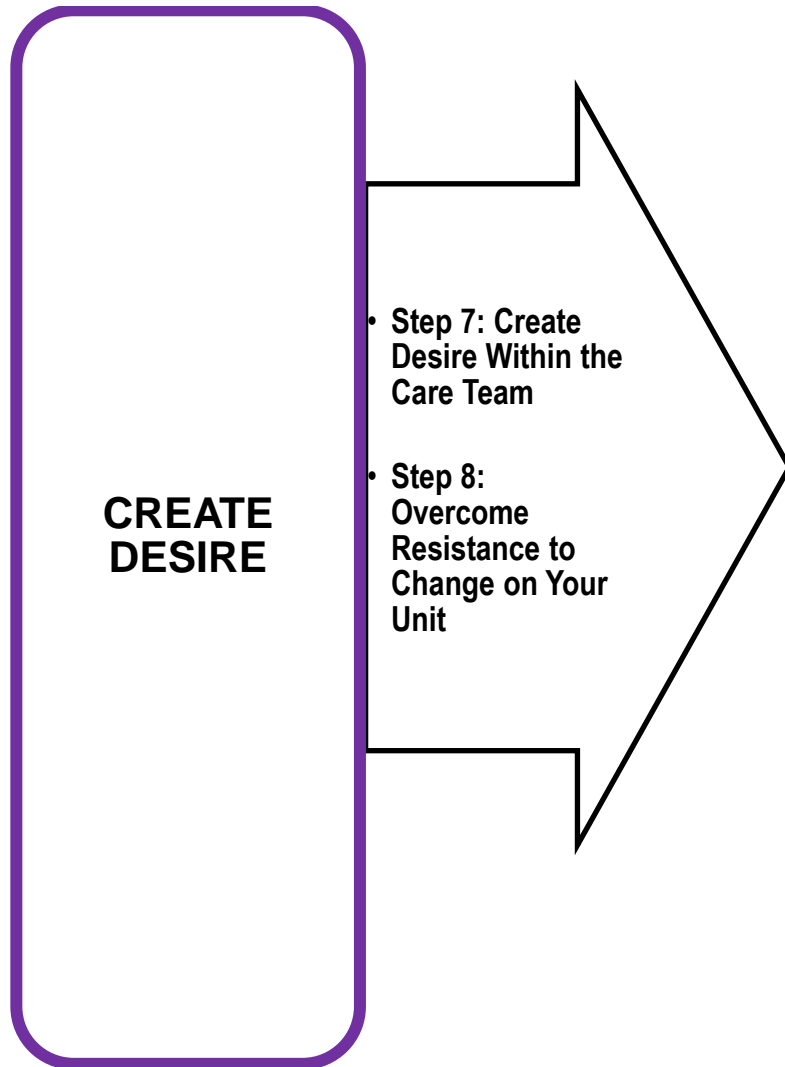 CREATE
DESIRE
• Step 7: Create
Desire Within the
Care Team
• Step 8:
Overcome
Resistance to
Change on Your
Unit